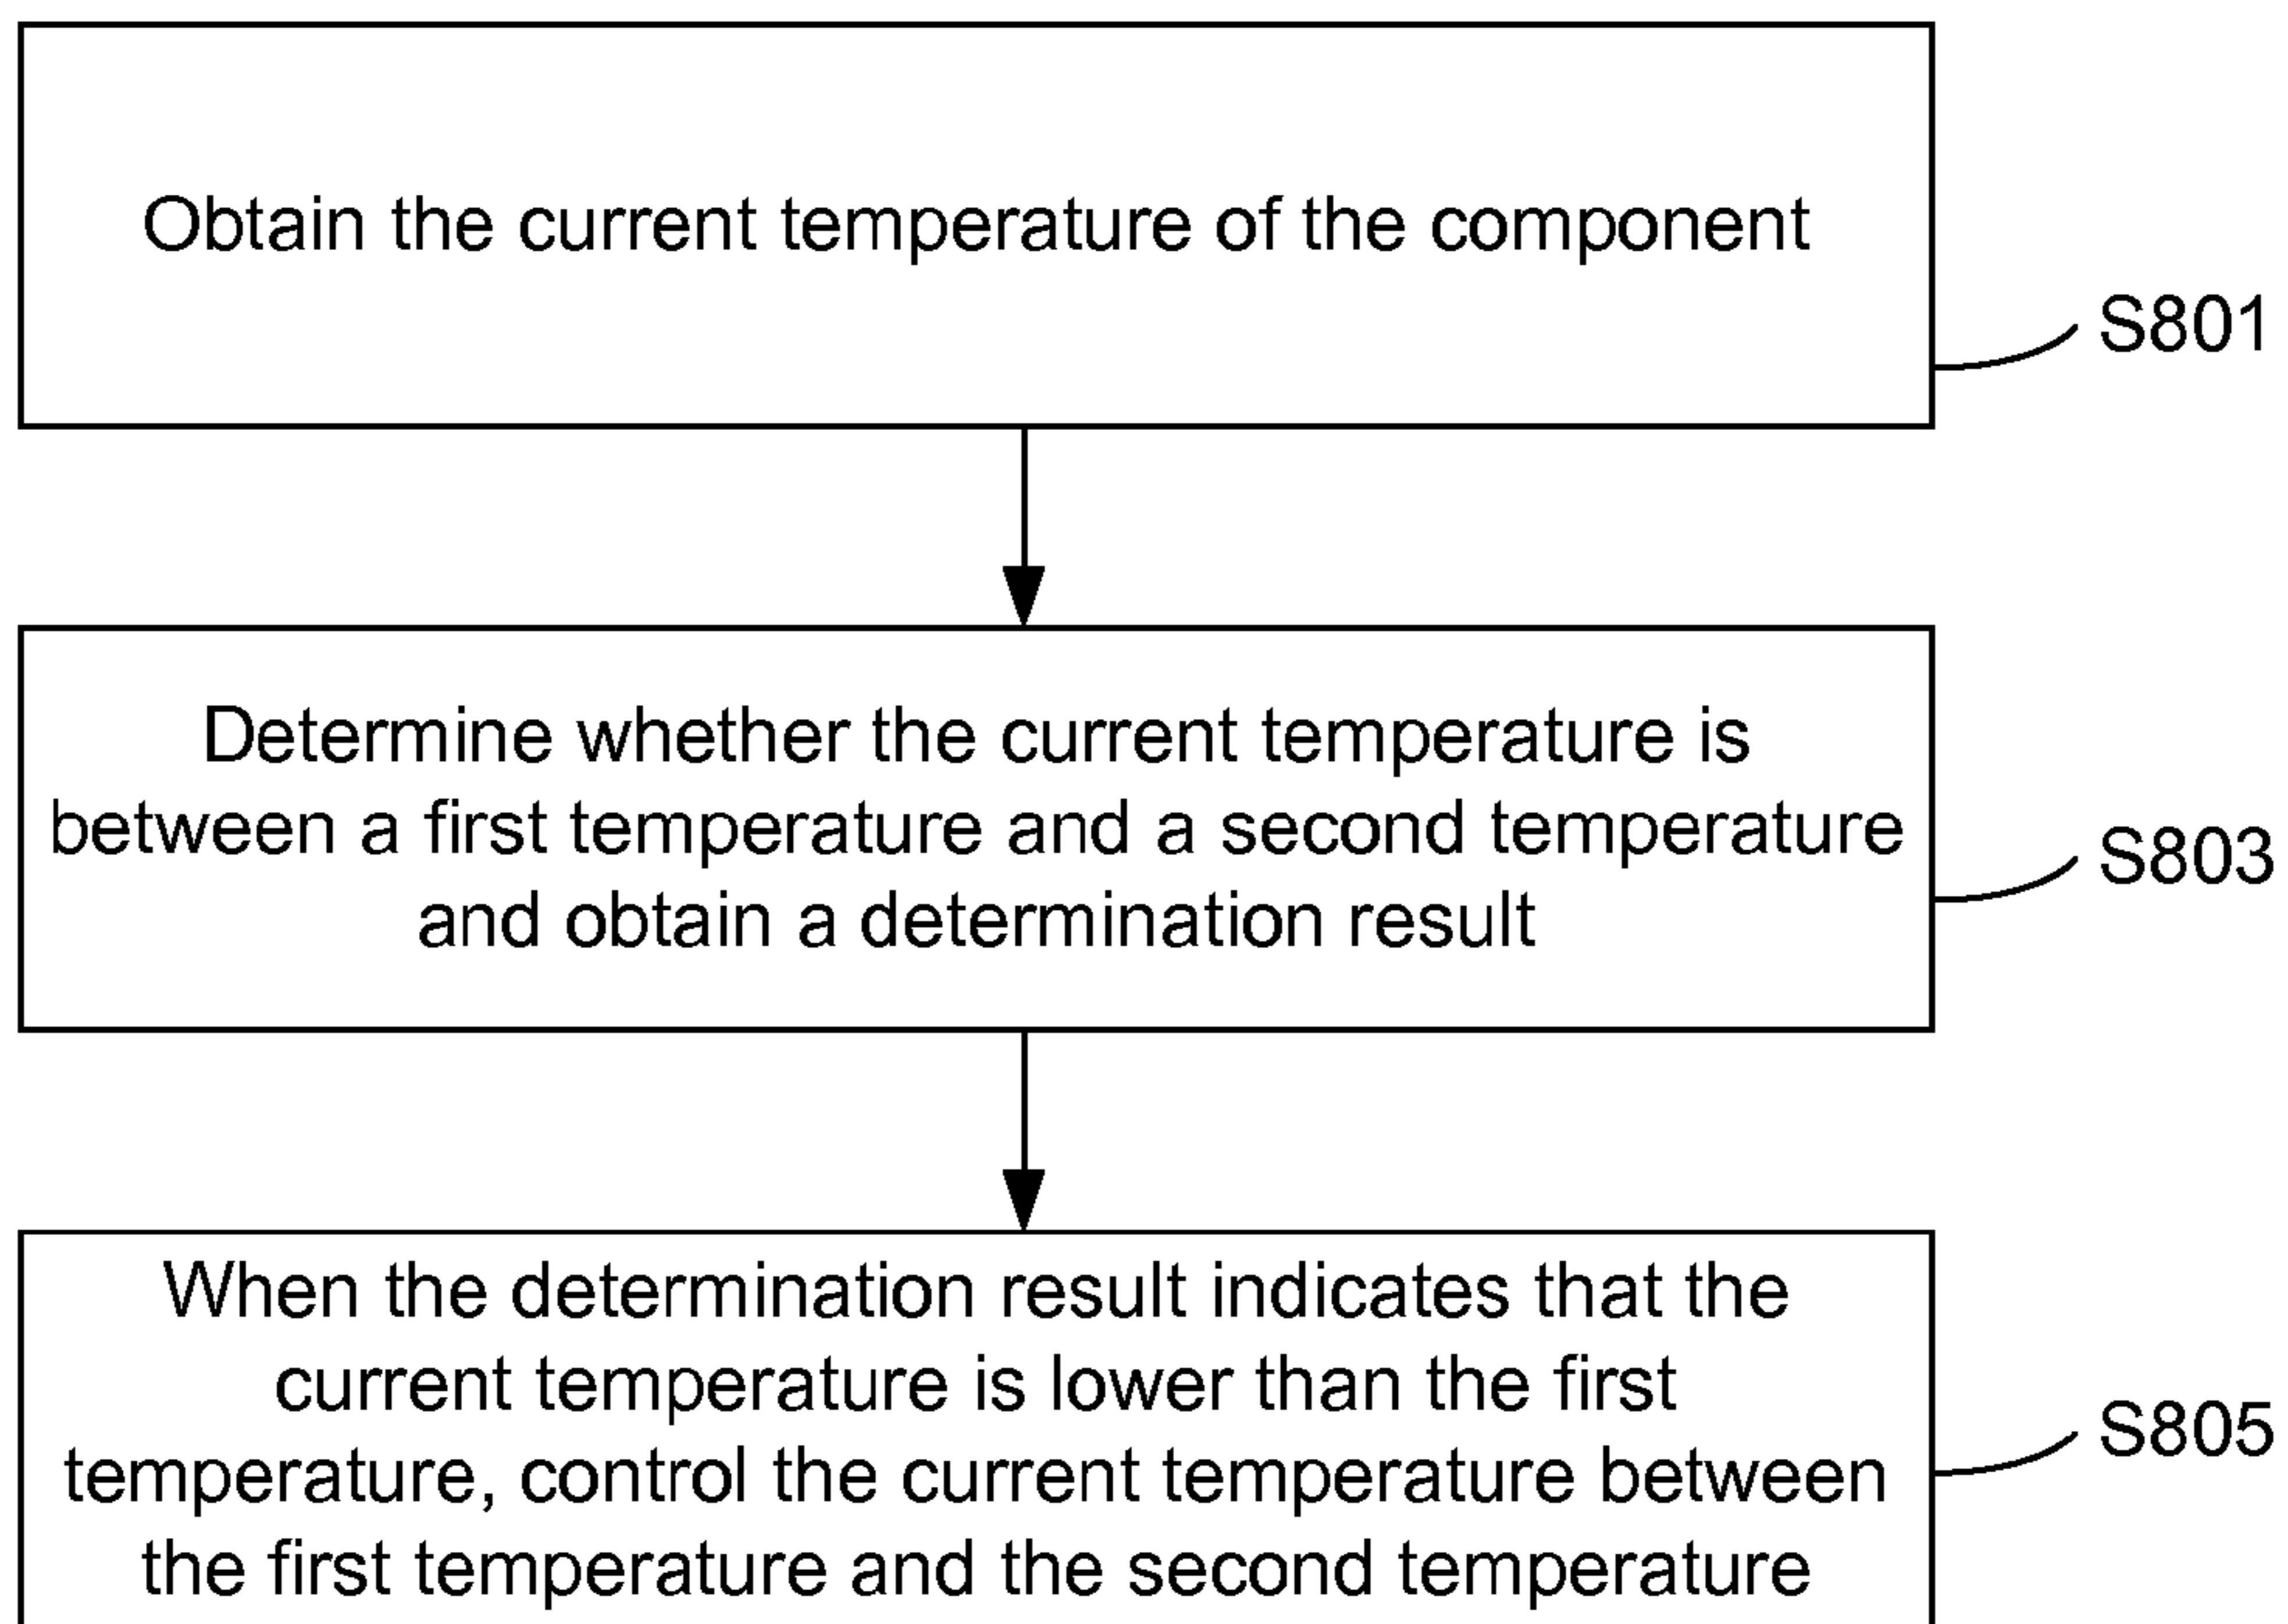 Obtain the current temperature of the component
S801
Determine whether the current temperature is
between a first temperature and a second temperature
and obtain a determination result
S803
When the determination result indicates that the
current temperature is lower than the first
temperature, control the current temperature between
the first temperature and the second temperature
S805